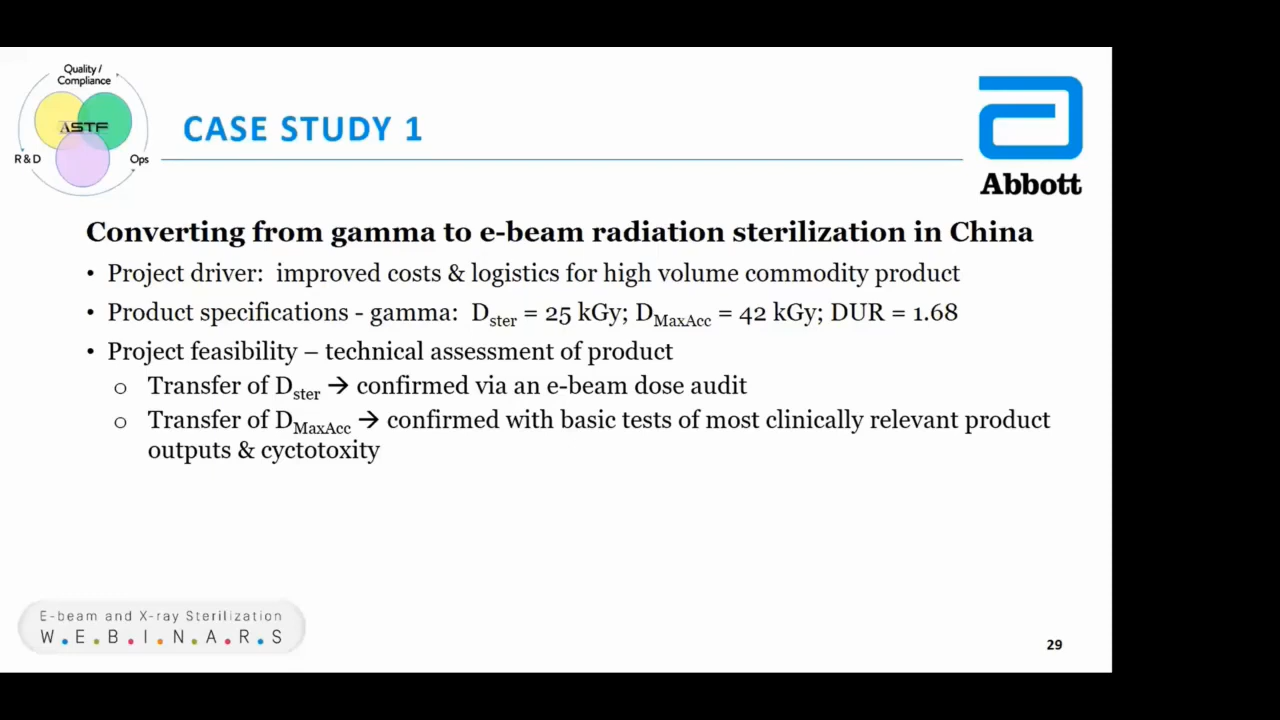 Quality /
Compliance
ASTF
R & D
Ops
CASE STUDY 1
Abbott
Converting from gamma to e-beam radiation sterilization in China
• Project driver: improved costs & logistics for high volume commodity product
• Product specifications - gamma: Dster = 25 kGy; DMaxAcc = 42 kGy; DUR = 1.68
• Project feasibility – technical assessment of product
o Transfer of Dster → confirmed via an e-beam dose audit
o Transfer of DMaxAcc → confirmed with basic tests of most clinically relevant product
outputs & cyctotoxity
E-beam and X-ray Sterilization
W.E.B.I.N.A.R.S
29